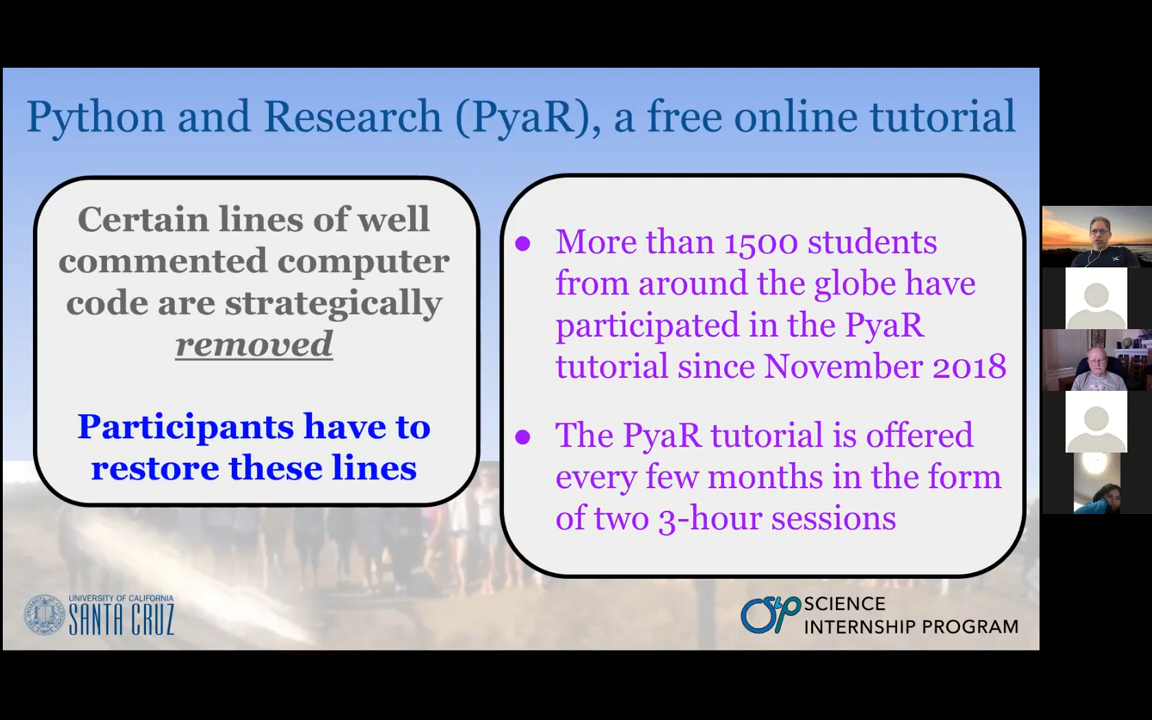 Python and Research (PyaR), a free online tutorial
Certain lines of well
commented computer
code are strategically
removed
Participants have to
restore these lines
● More than 1500 students
from around the globe have
participated in the PyaR
tutorial since November 2018
● The PyaR tutorial is offered
every few months in the form
of two 3-hour sessions
UNIVERSITY OF CALIFORNIA
SANTA CRUZ
SIP SCIENCE
INTERNSHIP PROGRAM